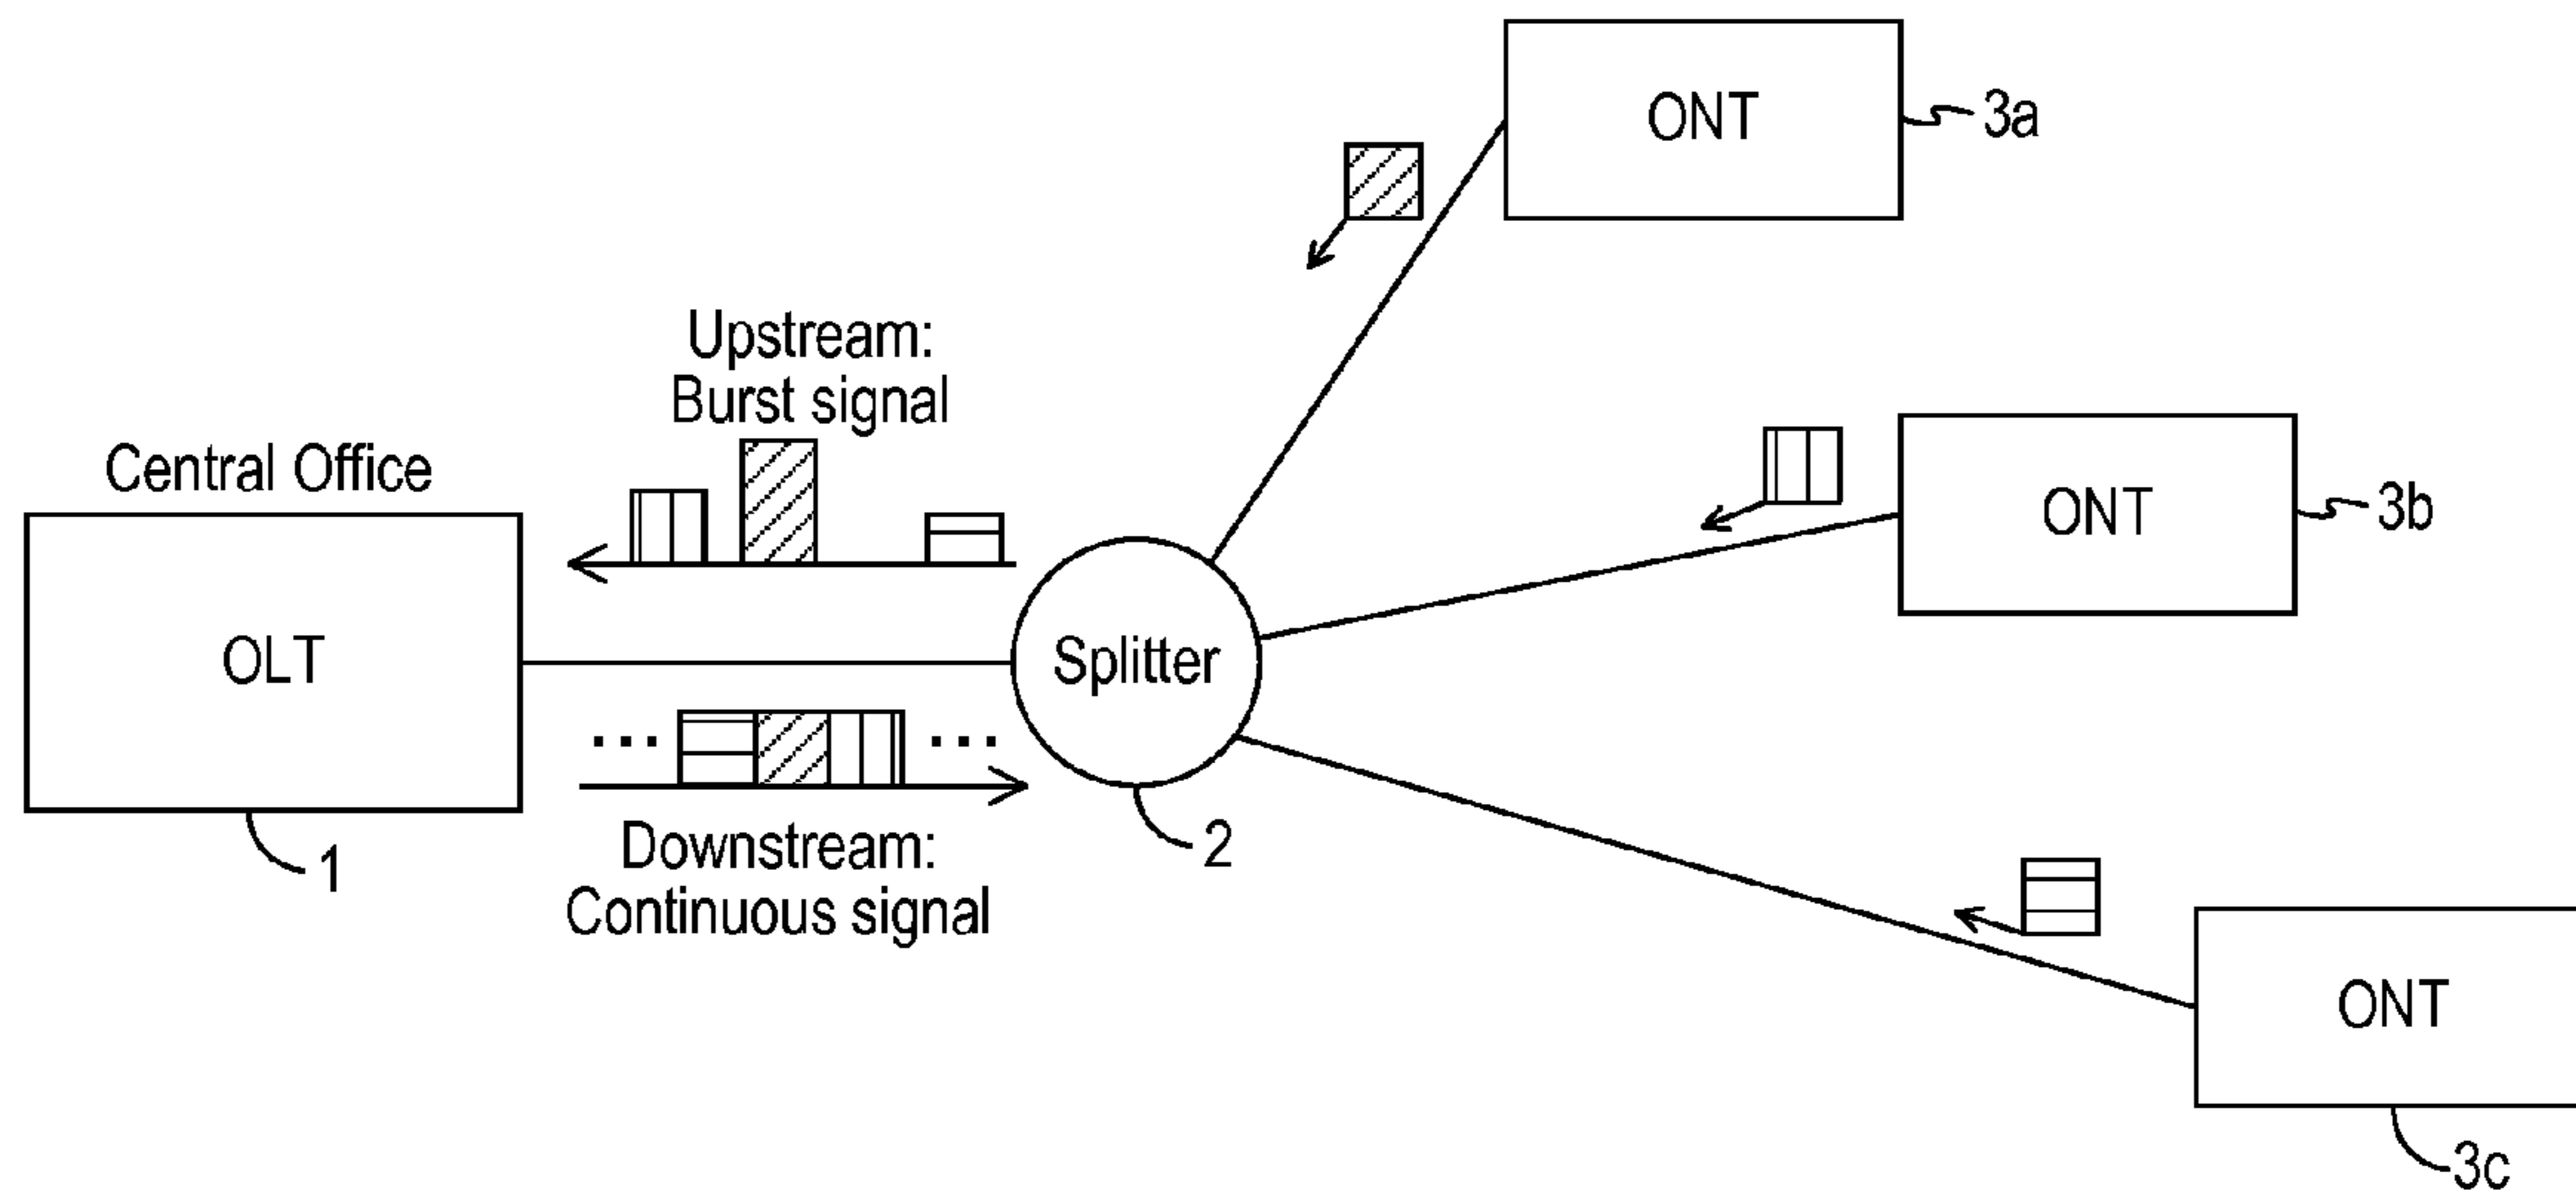 ONT
3a
Upstream:
Burst signal
Central Office
ONT
3b
OLT
Splitter
...
...
1
2
Downstream:
Continuous signal
ONT
3c